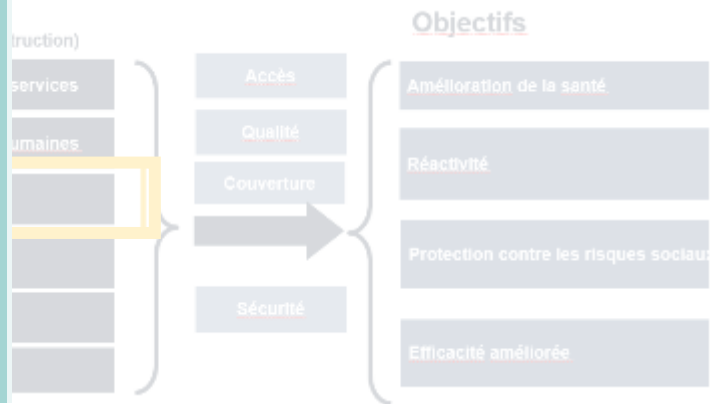 Objectifs
truction)
services
umaines
Accès
Qualité
Couverture
Sécurité
Amélioration de la santé
Réactivité
Protection contre les risques sociau
Efficacité améliorée